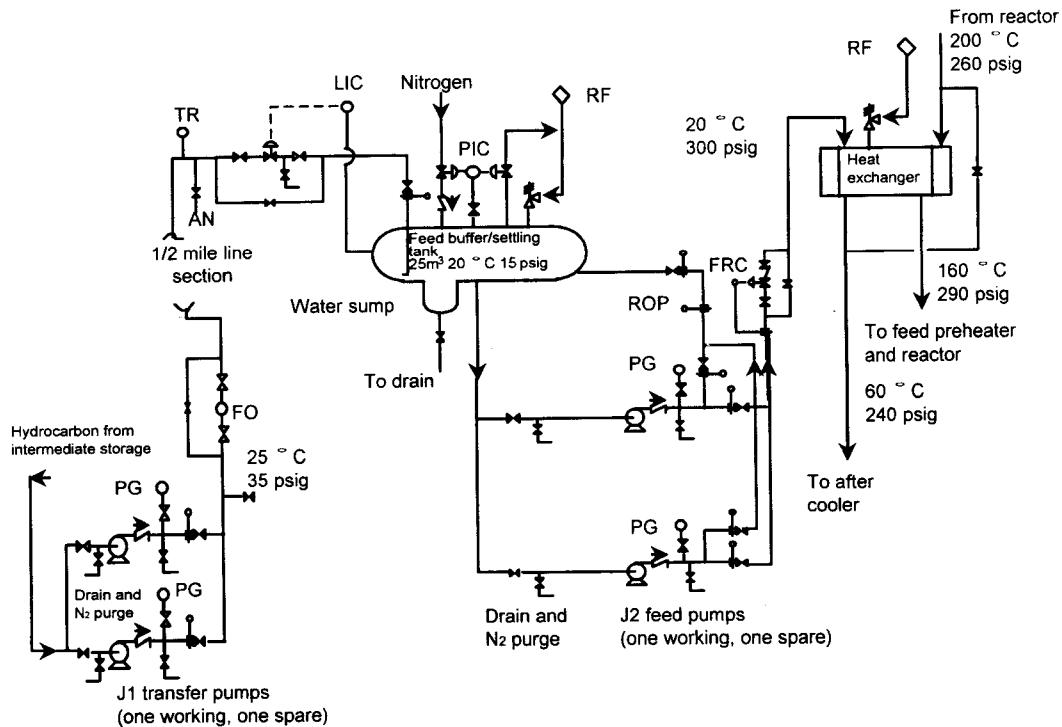 From reactor
200 °C
260 psig
RF
LIC
Nitrogen
RF
TR
20 °C
300 psig
PIC
Heat
exchanger
AN
Feed buffer/settling
tank
25m³ 20 °C 15 psig
1/2 mile line
section
FRC
160 °C
290 psig
Water sump
ROP
To feed preheater
and reactor
To drain
PG
60 °C
240 psig
FO
Hydrocarbon from
intermediate storage
25 °C
35 psig
To after
cooler
PG
PG
Drain and
N₂ purge
PG
Drain and
N₂ purge
J2 feed pumps
(one working, one spare)
J1 transfer pumps
(one working, one spare)